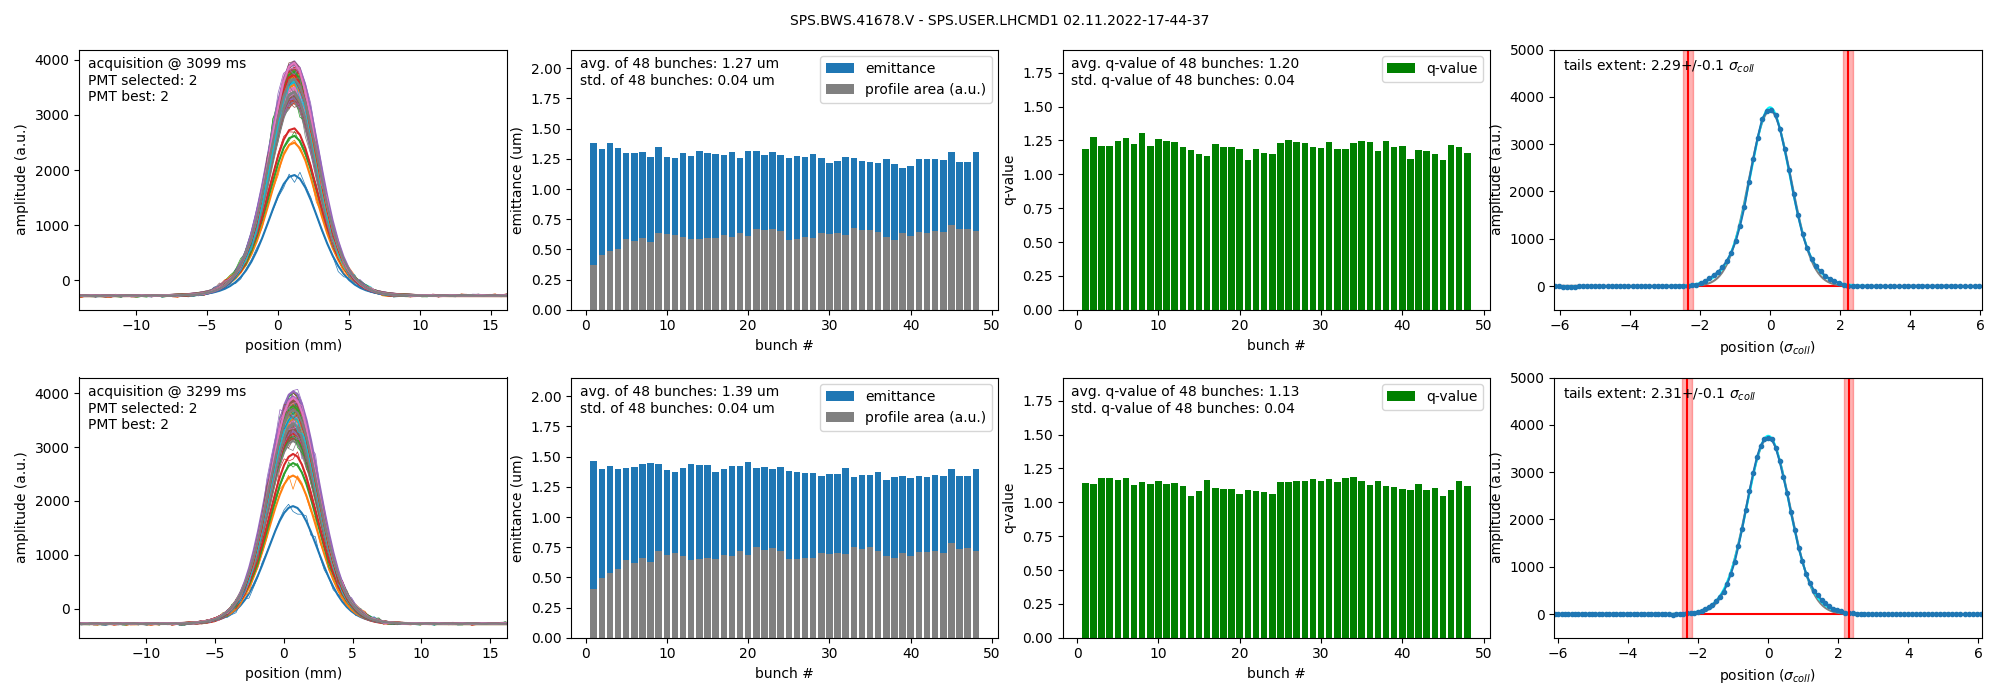 SPS.BWS.41678.V - SPS.USER.LHCMD1 02.11.2022-17-44-37
acquisition @ 3099 ms
PMT selected: 2
PMT best: 2
amplitude (a.u.)
4000
3000
2000
1000
0
−10 −5 0 5 10 15
position (mm)
avg. of 48 bunches: 1.27 um
std. of 48 bunches: 0.04 um
emittance
profile area (a.u.)
emittance (um)
2.00
1.75
1.50
1.25
1.00
0.75
0.50
0.25
0.00
0 10 20 30 40 50
bunch #
avg. q-value of 48 bunches: 1.20
std. q-value of 48 bunches: 0.04
q-value
q-value
1.75
1.50
1.25
1.00
0.75
0.50
0.25
0.00
0 10 20 30 40 50
bunch #
tails extent: 2.29+/-0.1 σcoll
amplitude (a.u.)
5000
4000
3000
2000
1000
0
−6 −4 −2 0 2 4 6
position (σcoll)
acquisition @ 3299 ms
PMT selected: 2
PMT best: 2
amplitude (a.u.)
4000
3000
2000
1000
0
−10 −5 0 5 10 15
position (mm)
avg. of 48 bunches: 1.39 um
std. of 48 bunches: 0.04 um
emittance
profile area (a.u.)
emittance (um)
2.00
1.75
1.50
1.25
1.00
0.75
0.50
0.25
0.00
0 10 20 30 40 50
bunch #
avg. q-value of 48 bunches: 1.13
std. q-value of 48 bunches: 0.04
q-value
q-value
1.75
1.50
1.25
1.00
0.75
0.50
0.25
0.00
0 10 20 30 40 50
bunch #
tails extent: 2.31+/-0.1 σcoll
amplitude (a.u.)
5000
4000
3000
2000
1000
0
−6 −4 −2 0 2 4 6
position (σcoll)